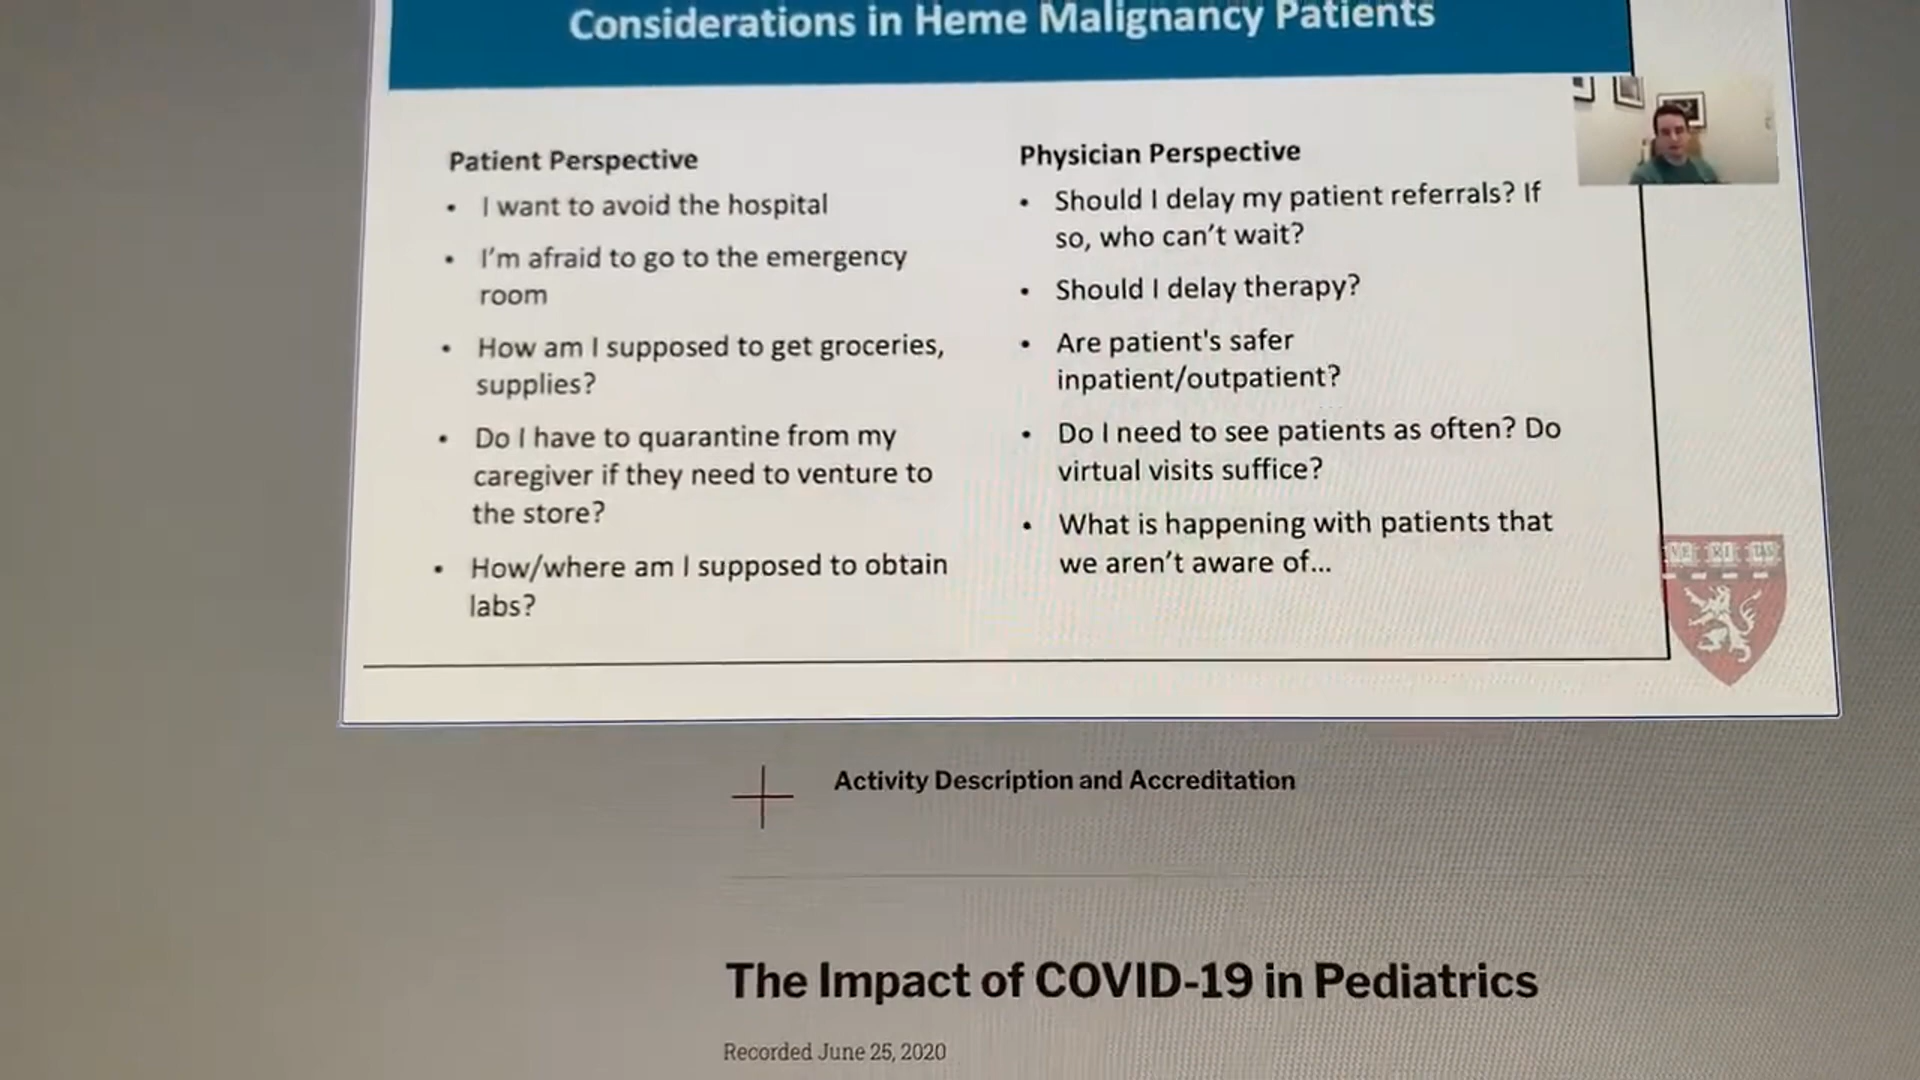 Considerations in Heme Malignancy Patients
Patient Perspective
• I want to avoid the hospital
• I'm afraid to go to the emergency
room
• How am I supposed to get groceries,
supplies?
• Do I have to quarantine from my
caregiver if they need to venture to
the store?
• How/where am I supposed to obtain
labs?
Physician Perspective
• Should I delay my patient referrals? If
so, who can't wait?
• Should I delay therapy?
• Are patient's safer
inpatient/outpatient?
• Do I need to see patients as often? Do
virtual visits suffice?
• What is happening with patients that
we aren't aware of...
VE RI TAS
Activity Description and Accreditation
The Impact of COVID-19 in Pediatrics
Recorded June 25, 2020